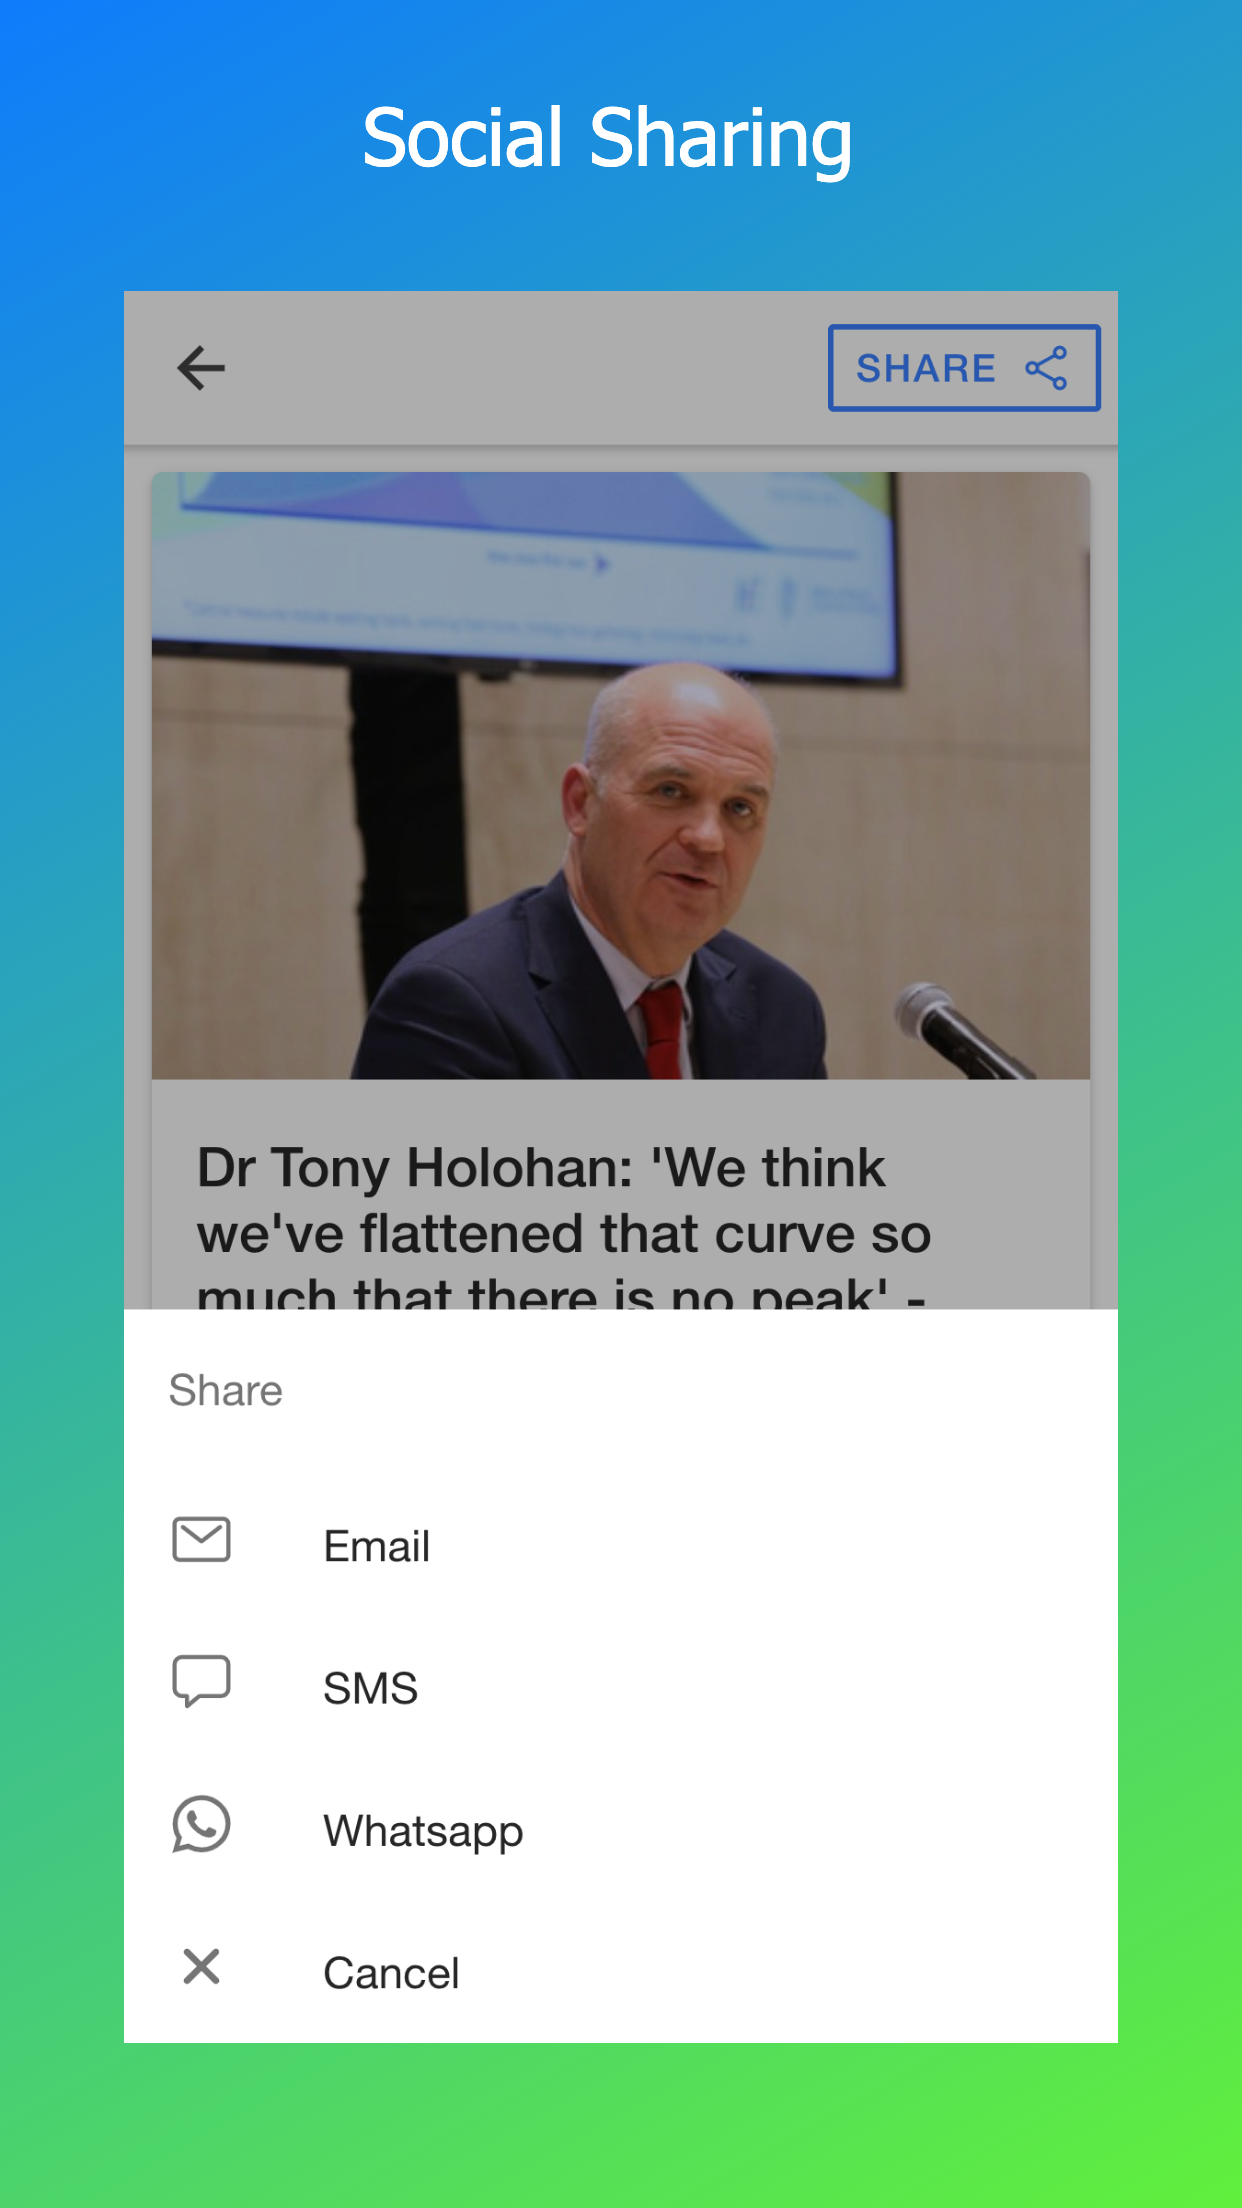 Social Sharing
SHARE
Dr Tony Holohan: 'We think
we've flattened that curve so
much that there is no peak' -
Share
Email
SMS
Whatsapp
Cancel